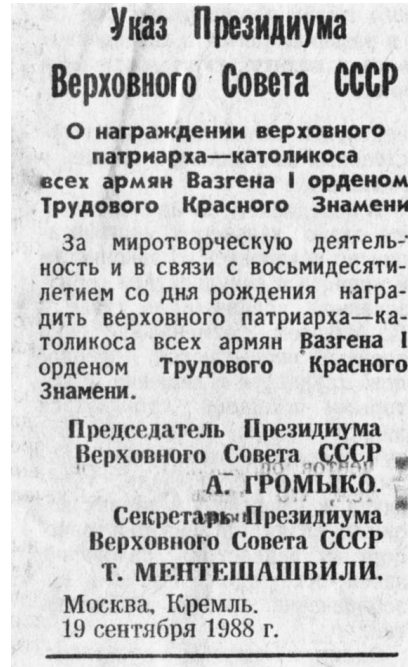 Указ Президиума
Верховного Совета СССР
О награждении верховного
патриарха—католикоса
всех армян Вазгена I орденом
Трудового Красного Знамени
За миротворческую деятель-
ность и в связи с восьмидесяти-
летием со дня рождения награ-
дить верховного патриарха—ка-
толикоса всех армян Вазгена I
орденом Трудового Красного
Знамени.
Председатель Президиума
Верховного Совета СССР
А. ГРОМЫКО.
Секретарь Президиума
Верховного Совета СССР
Т. МЕНТЕШАШВИЛИ.
Москва, Кремль.
19 сентября 1988 г.